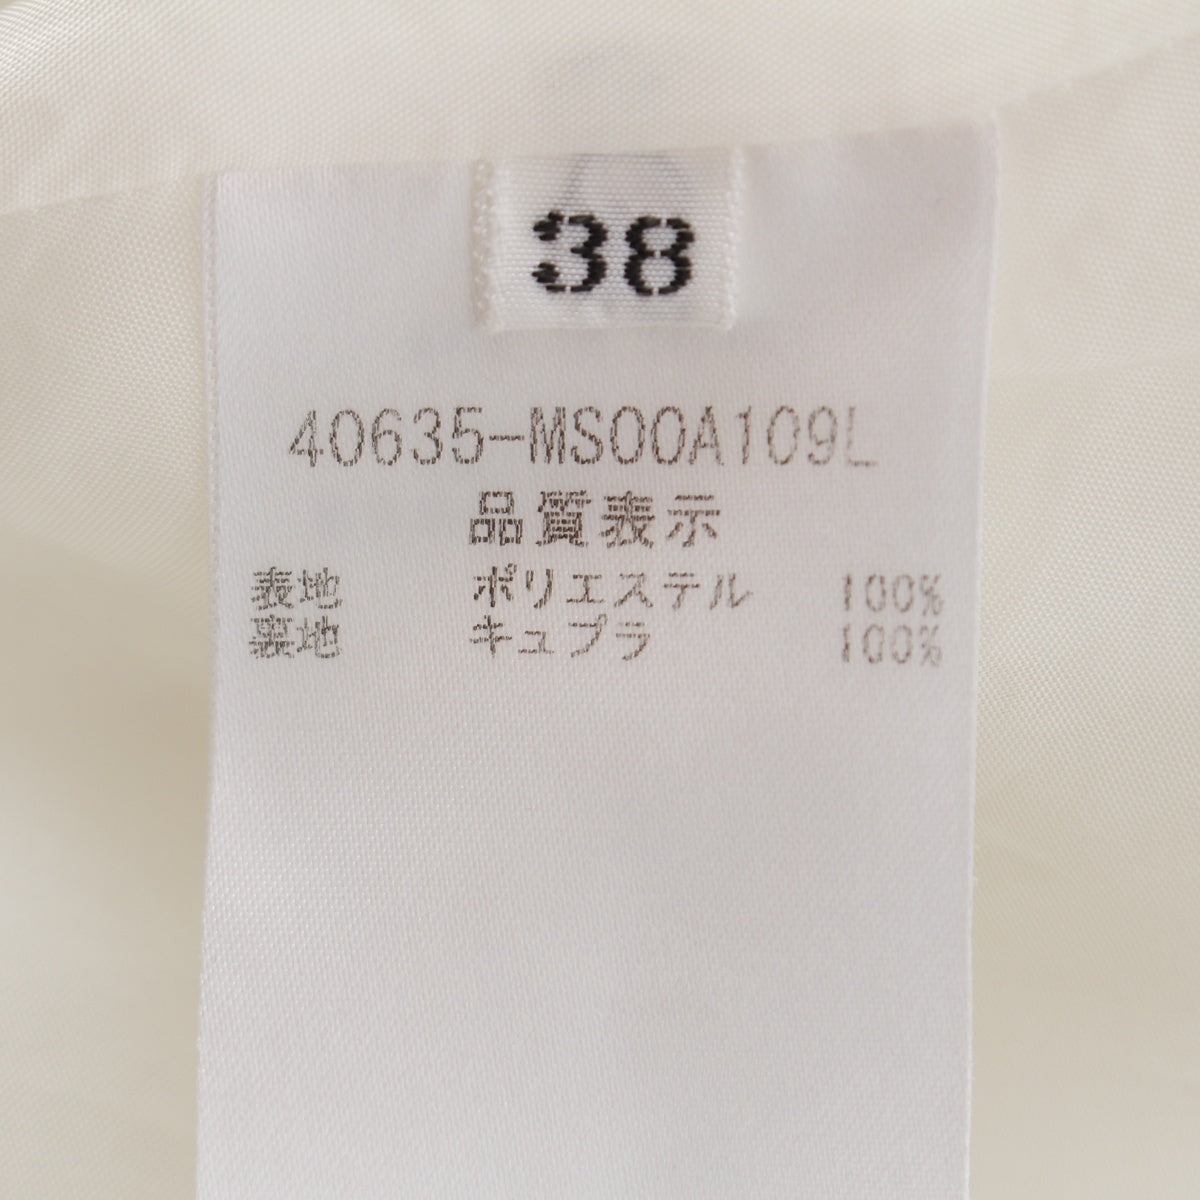 38
40635-MS00A109L
品質表示
表地 ポリエステル 100%
裏地 キュプラ 100%